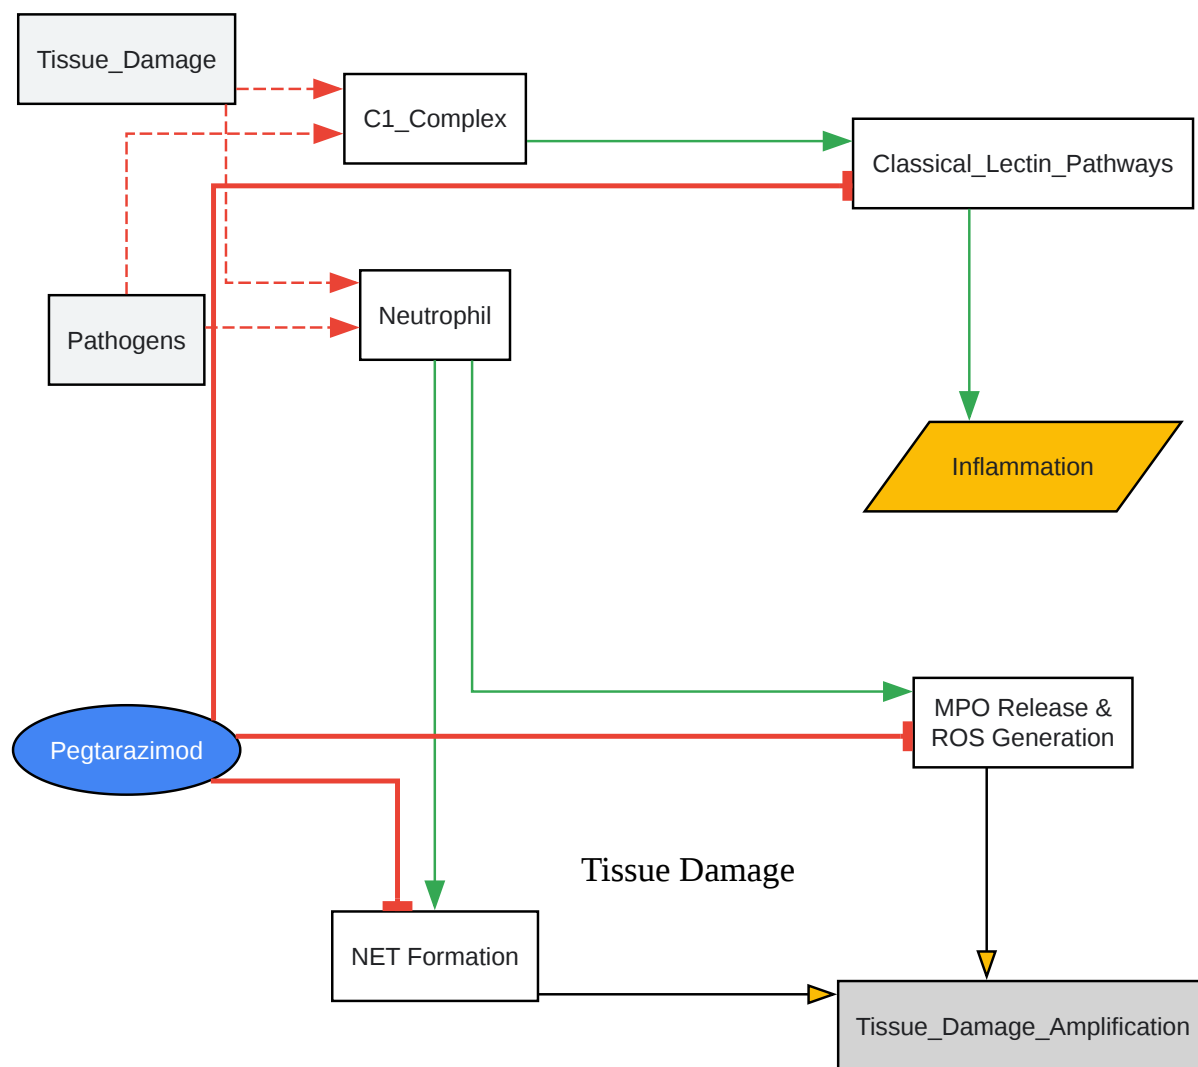 Tissue_Damage
C1_Complex
Classical_Lectin_Pathways
Neutrophil
Pathogens
Inflammation
MPO Release &
ROS Generation
Pegtarazimod
Tissue Damage
NET Formation
Tissue_Damage_Amplification